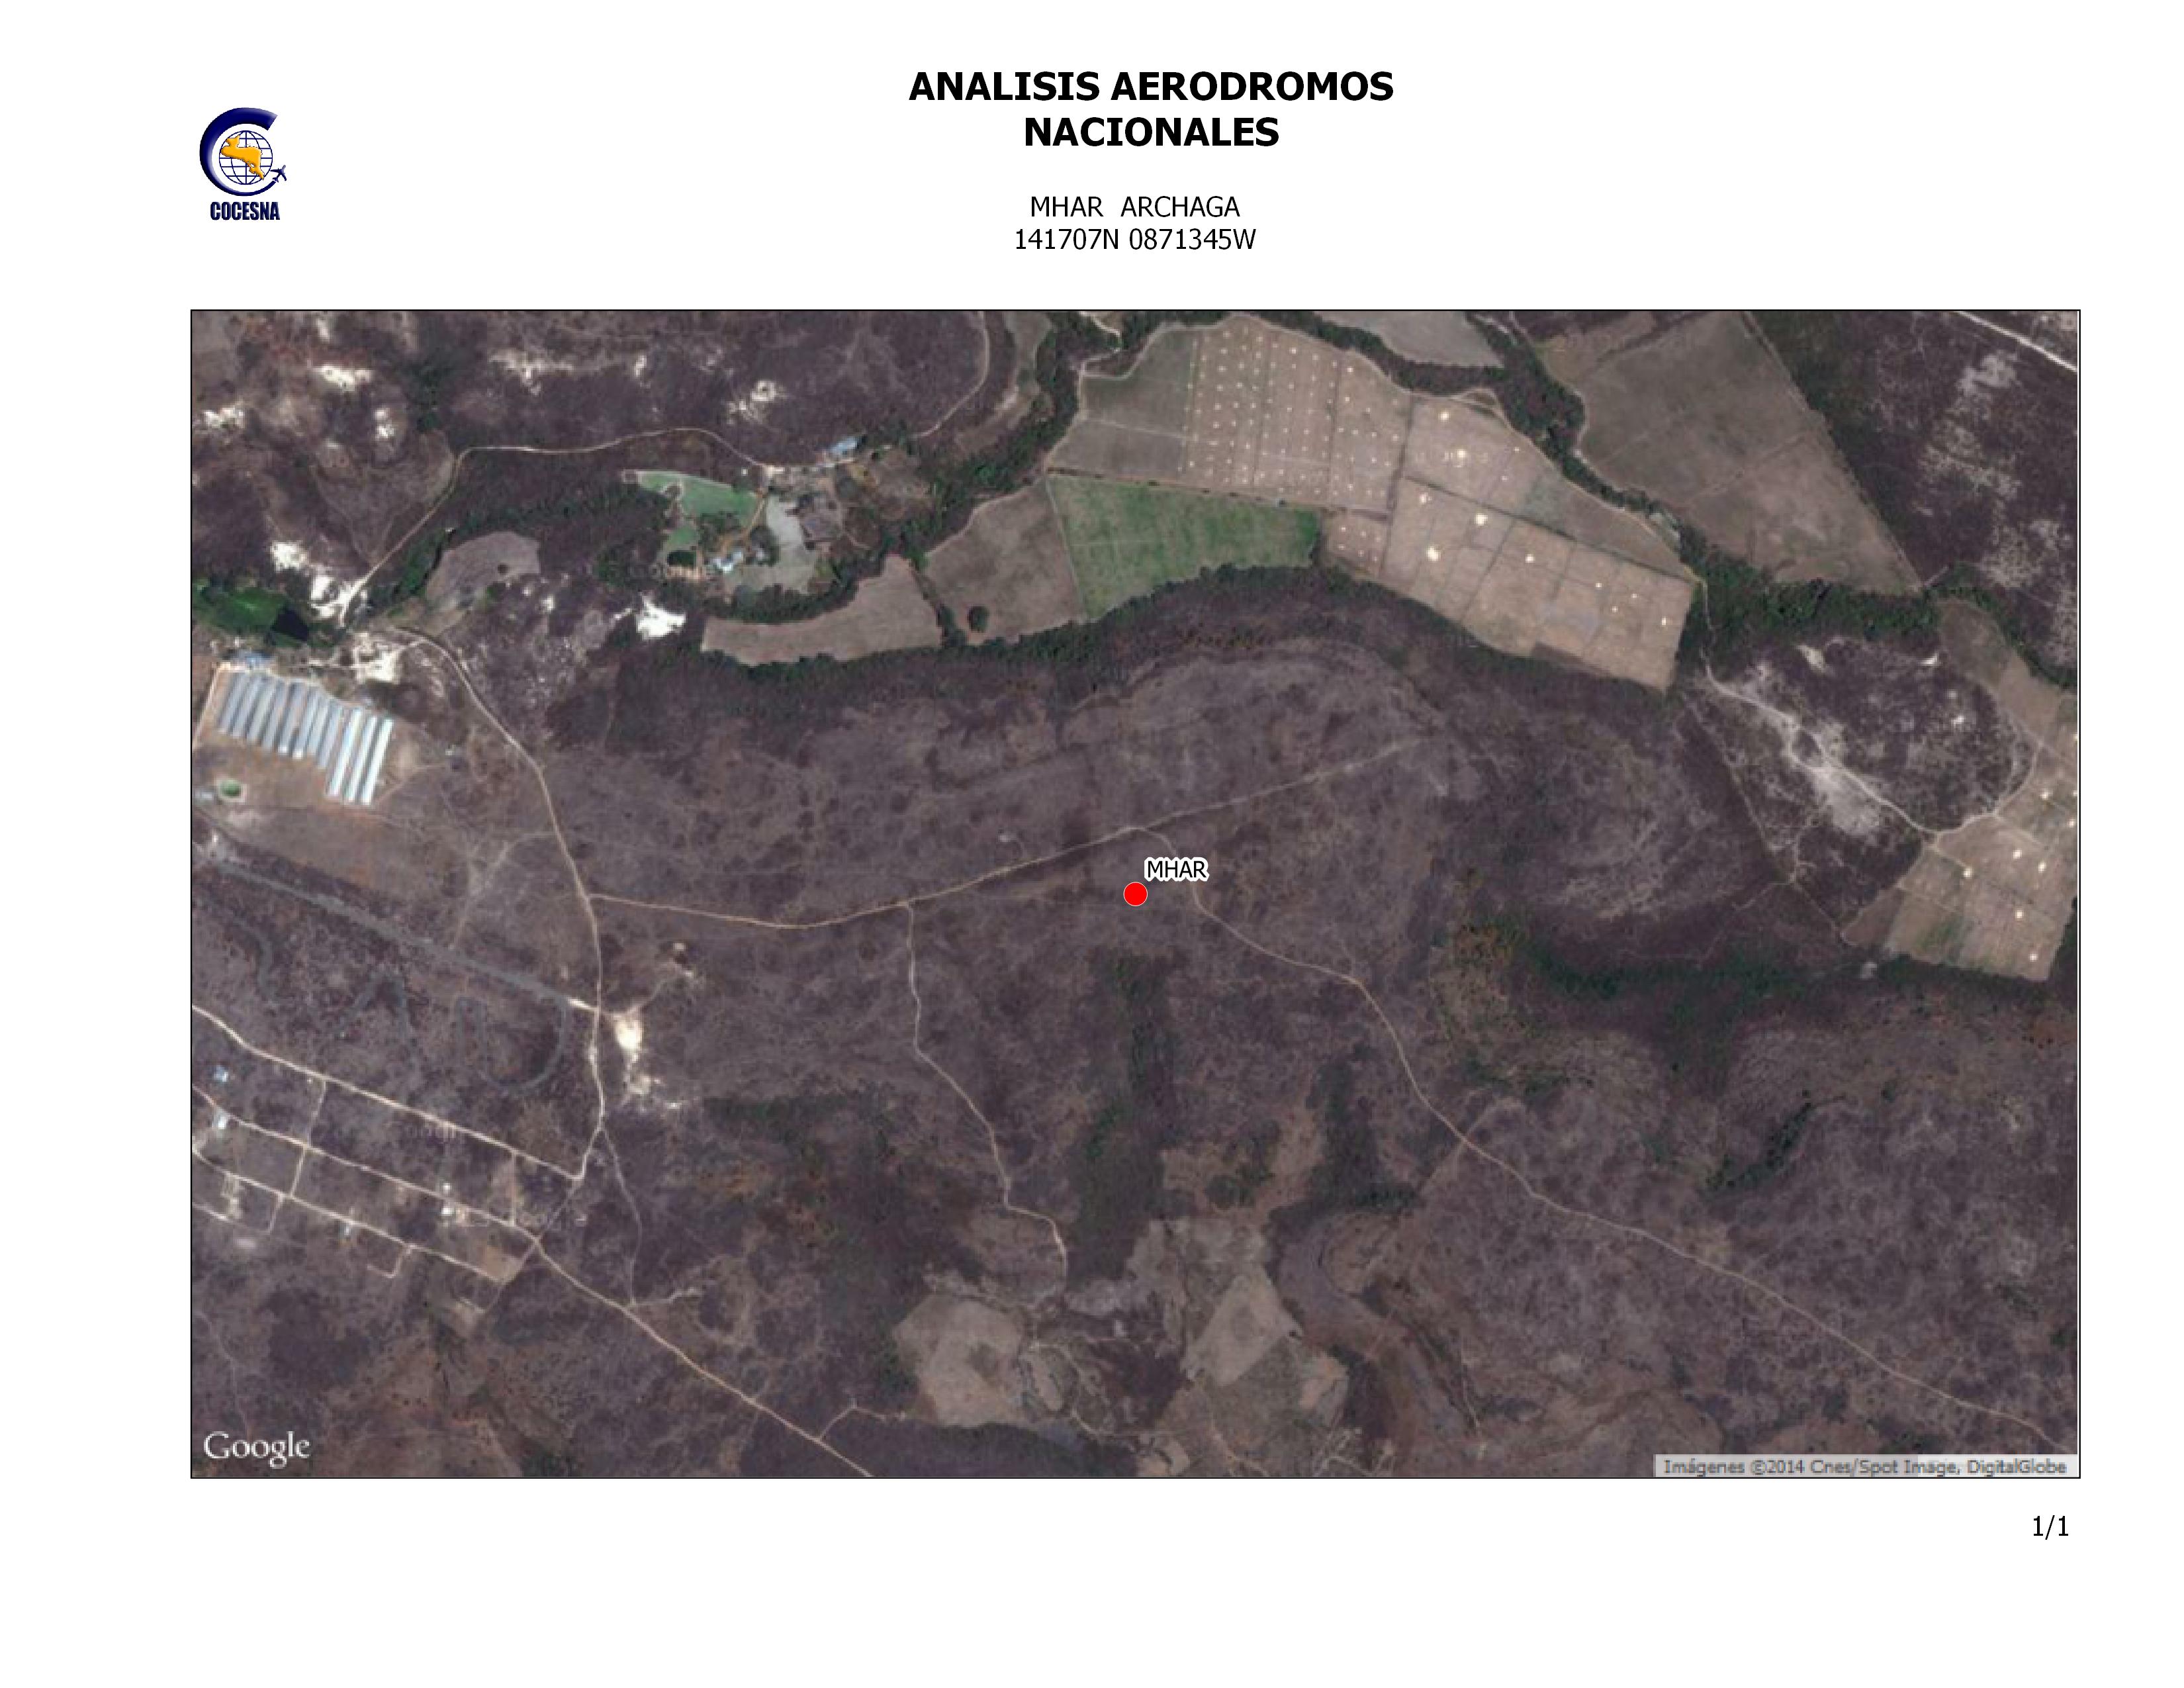 ANALISIS AERODROMOS
NACIONALES
COCESNA
MHAR ARCHAGA
141707N 0871345W
MHAR
Google
Imágenes ©2014 Cnes/Spot Image, DigitalGlobe
1/1